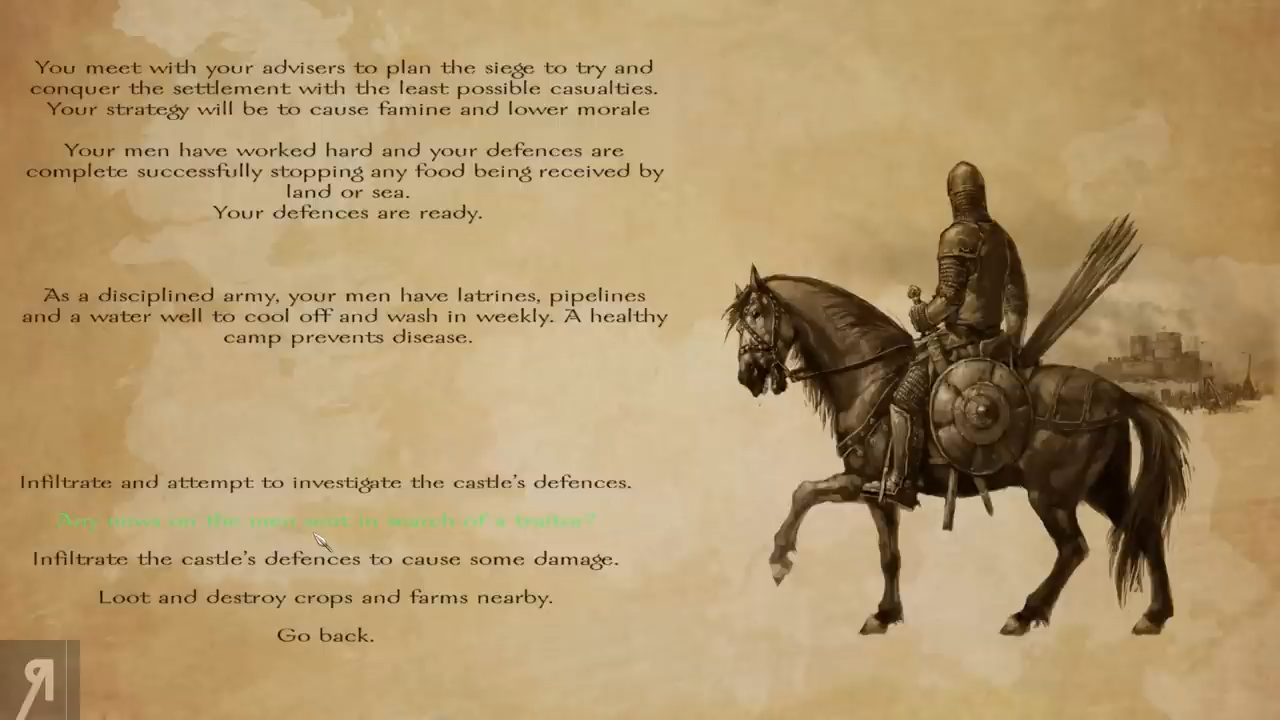 You meet with your advisers to plan the siege to try and
conquer the settlement with the least possible casualties.
Your strategy will be to cause famine and lower morale
Your men have worked hard and your defences are
complete successfully stopping any food being received by
land or sea.
Your defences are ready.
As a disciplined army, your men have latrines, pipelines
and a water well to cool off and wash in weekly. A healthy
camp prevents disease.
Infiltrate and attempt to investigate the castle's defences.
Any news on the men sent in search of a traitor?
Infiltrate the castle's defences to cause some damage.
Loot and destroy crops and farms nearby.
Go back.